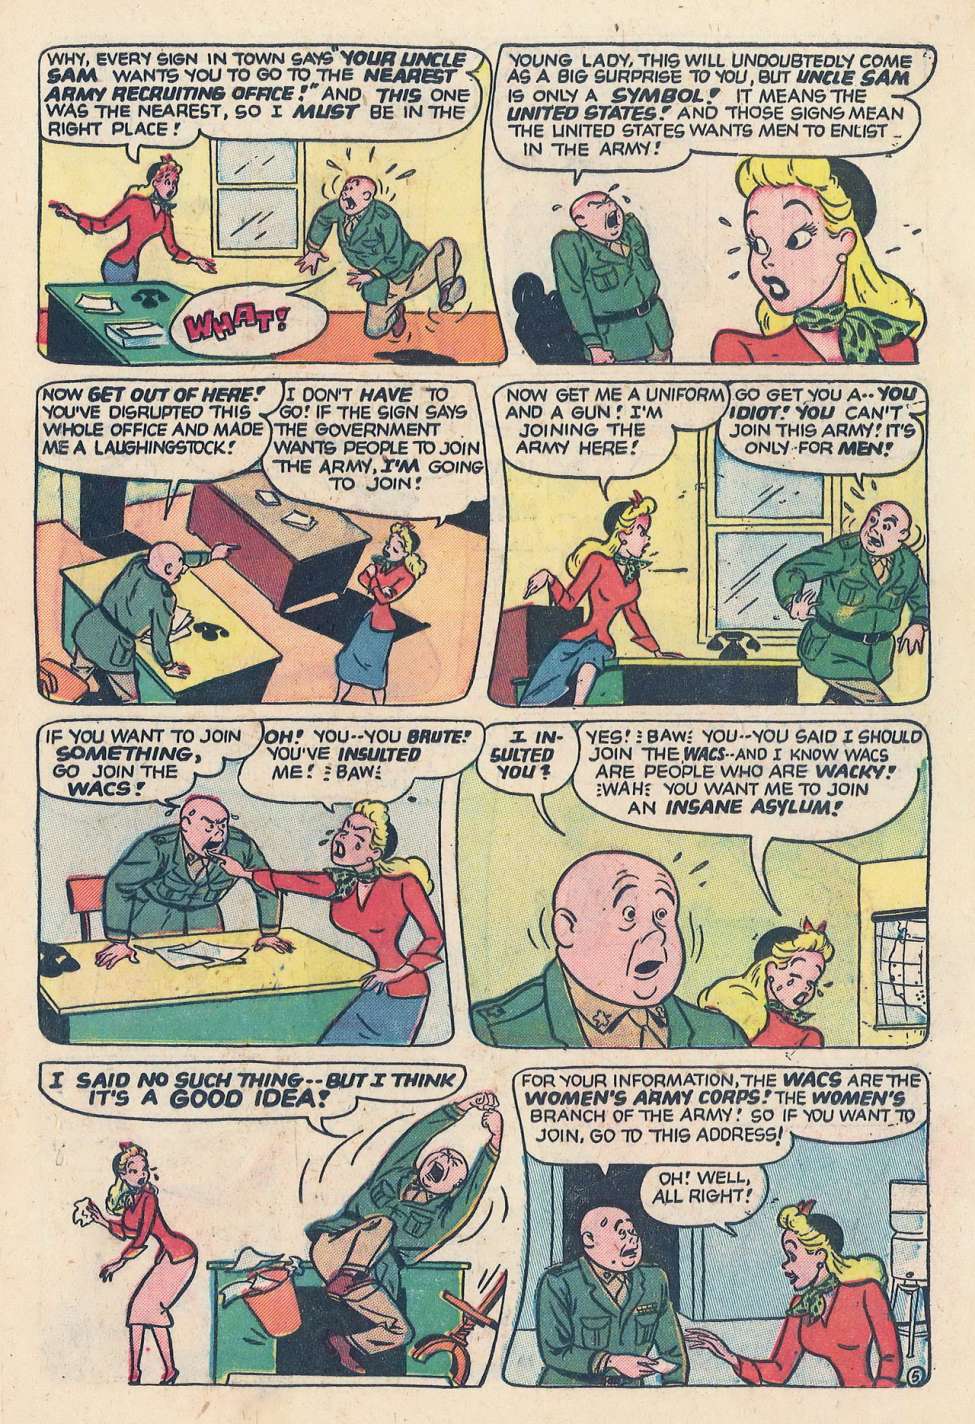 WHY, EVERY SIGN IN TOWN SAYS "YOUR UNCLE
SAM WANTS YOU TO GO TO THE NEAREST
ARMY RECRUITING OFFICE!" AND THIS ONE
WAS THE NEAREST, SO I MUST BE IN THE
RIGHT PLACE!
WHAT!
YOUNG LADY, THIS WILL UNDOUBTEDLY COME
AS A BIG SURPRISE TO YOU, BUT UNCLE SAM
IS ONLY A SYMBOL! IT MEANS THE
UNITED STATES! AND THOSE SIGNS MEAN
THE UNITED STATES WANTS MEN TO ENLIST
IN THE ARMY!
NOW GET OUT OF HERE!
YOU'VE DISRUPTED THIS
WHOLE OFFICE AND MADE
ME A LAUGHINGSTOCK!
I DON'T HAVE TO
GO! IF THE SIGN SAYS
THE GOVERNMENT
WANTS PEOPLE TO JOIN
THE ARMY, I'M GOING
TO JOIN!
NOW GET ME A UNIFORM
AND A GUN! I'M
JOINING THE
ARMY HERE!
GO GET YOU A--YOU
IDIOT! YOU CAN'T
JOIN THIS ARMY! IT'S
ONLY FOR MEN!
IF YOU WANT TO JOIN
SOMETHING,
GO JOIN THE
WACS!
OH! YOU--YOU BRUTE!
YOU'VE INSULTED
ME! BAW
I IN-
SULTED
YOU?
YES! BAW YOU--YOU SAID I SHOULD
JOIN THE WACS--AND I KNOW WACS
ARE PEOPLE WHO ARE WACKY!
WAH YOU WANT ME TO JOIN
AN INSANE ASYLUM!
I SAID NO SUCH THING--BUT I THINK
IT'S A GOOD IDEA!
FOR YOUR INFORMATION, THE WACS ARE THE
WOMEN'S ARMY CORPS! THE WOMEN'S
BRANCH OF THE ARMY! SO IF YOU WANT TO
JOIN, GO TO THIS ADDRESS!
OH! WELL,
ALL RIGHT!
5